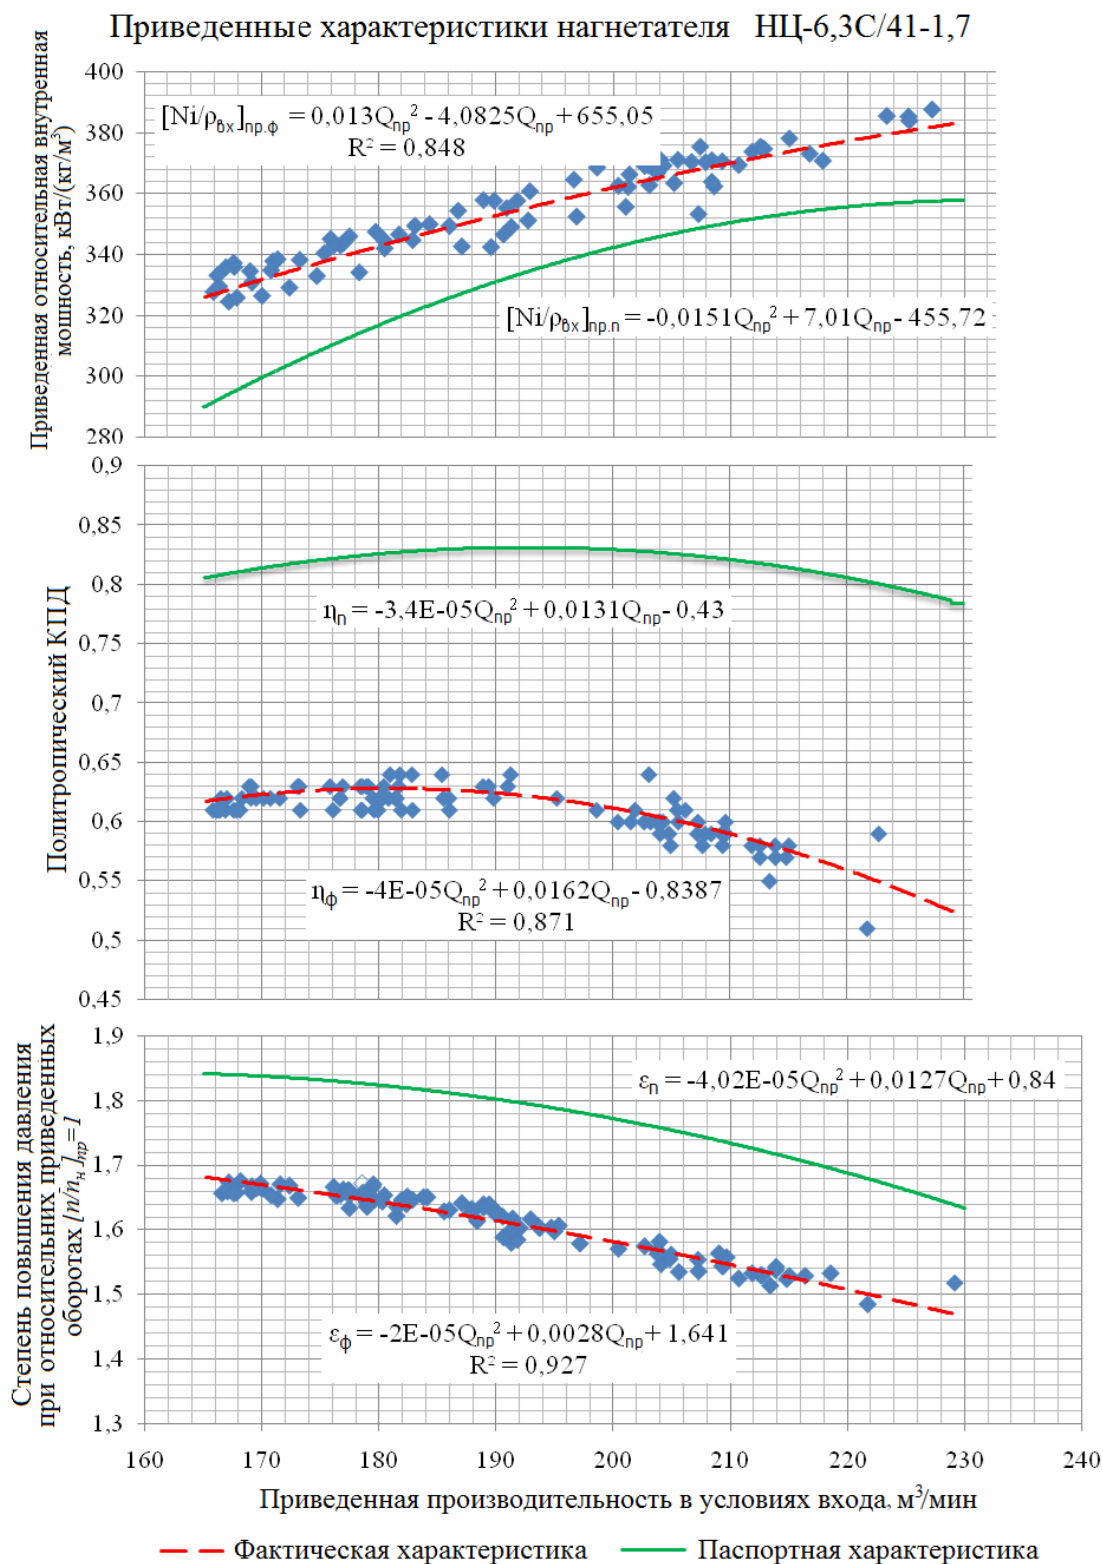 Приведенные характеристики нагнетателя НЦ-6,3С/41-1,7
Приведенная относительная внутренная
мошность, кВт/(кг/м³)
400
380
360
340
320
300
280
[Ni/ρвх]пр.ф = 0,013Qпр² - 4,0825Qпр + 655,05
R² = 0,848
[Ni/ρвх]пр.п = -0,0151Qпр² + 7,01Qпр - 455,72
Политропический КПД
0,9
0,85
0,8
0,75
0,7
0,65
0,6
0,55
0,5
0,45
ηп = -3,4E-05Qпр² + 0,0131Qпр - 0,43
ηф = -4E-05Qпр² + 0,0162Qпр - 0,8387
R² = 0,871
Степень повышения давления
при относительних приведенных
оборотах [n/nн]пр=1
1,9
1,8
1,7
1,6
1,5
1,4
1,3
εп = -4,02E-05Qпр² + 0,0127Qпр + 0,84
εф = -2E-05Qпр² + 0,0028Qпр + 1,641
R² = 0,927
160 170 180 190 200 210 220 230 240
Приведенная производительность в условиях входа, м³/мин
Фактическая характеристика Паспортная характеристика